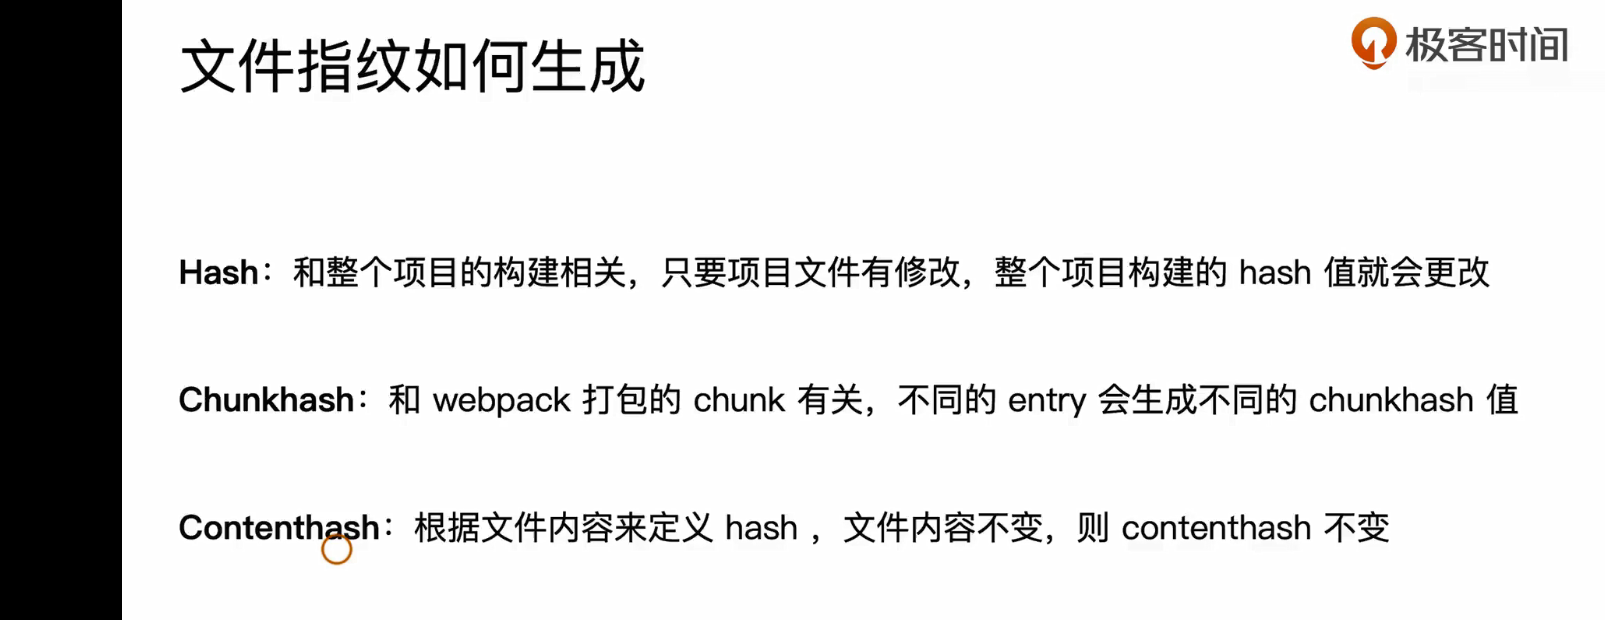 文件指纹如何生成
极客时间
Hash：和整个项目的构建相关，只要项目文件有修改，整个项目构建的 hash 值就会更改
Chunkhash：和 webpack 打包的 chunk 有关，不同的 entry 会生成不同的 chunkhash 值
Contenthash：根据文件内容来定义 hash ，文件内容不变，则 contenthash 不变